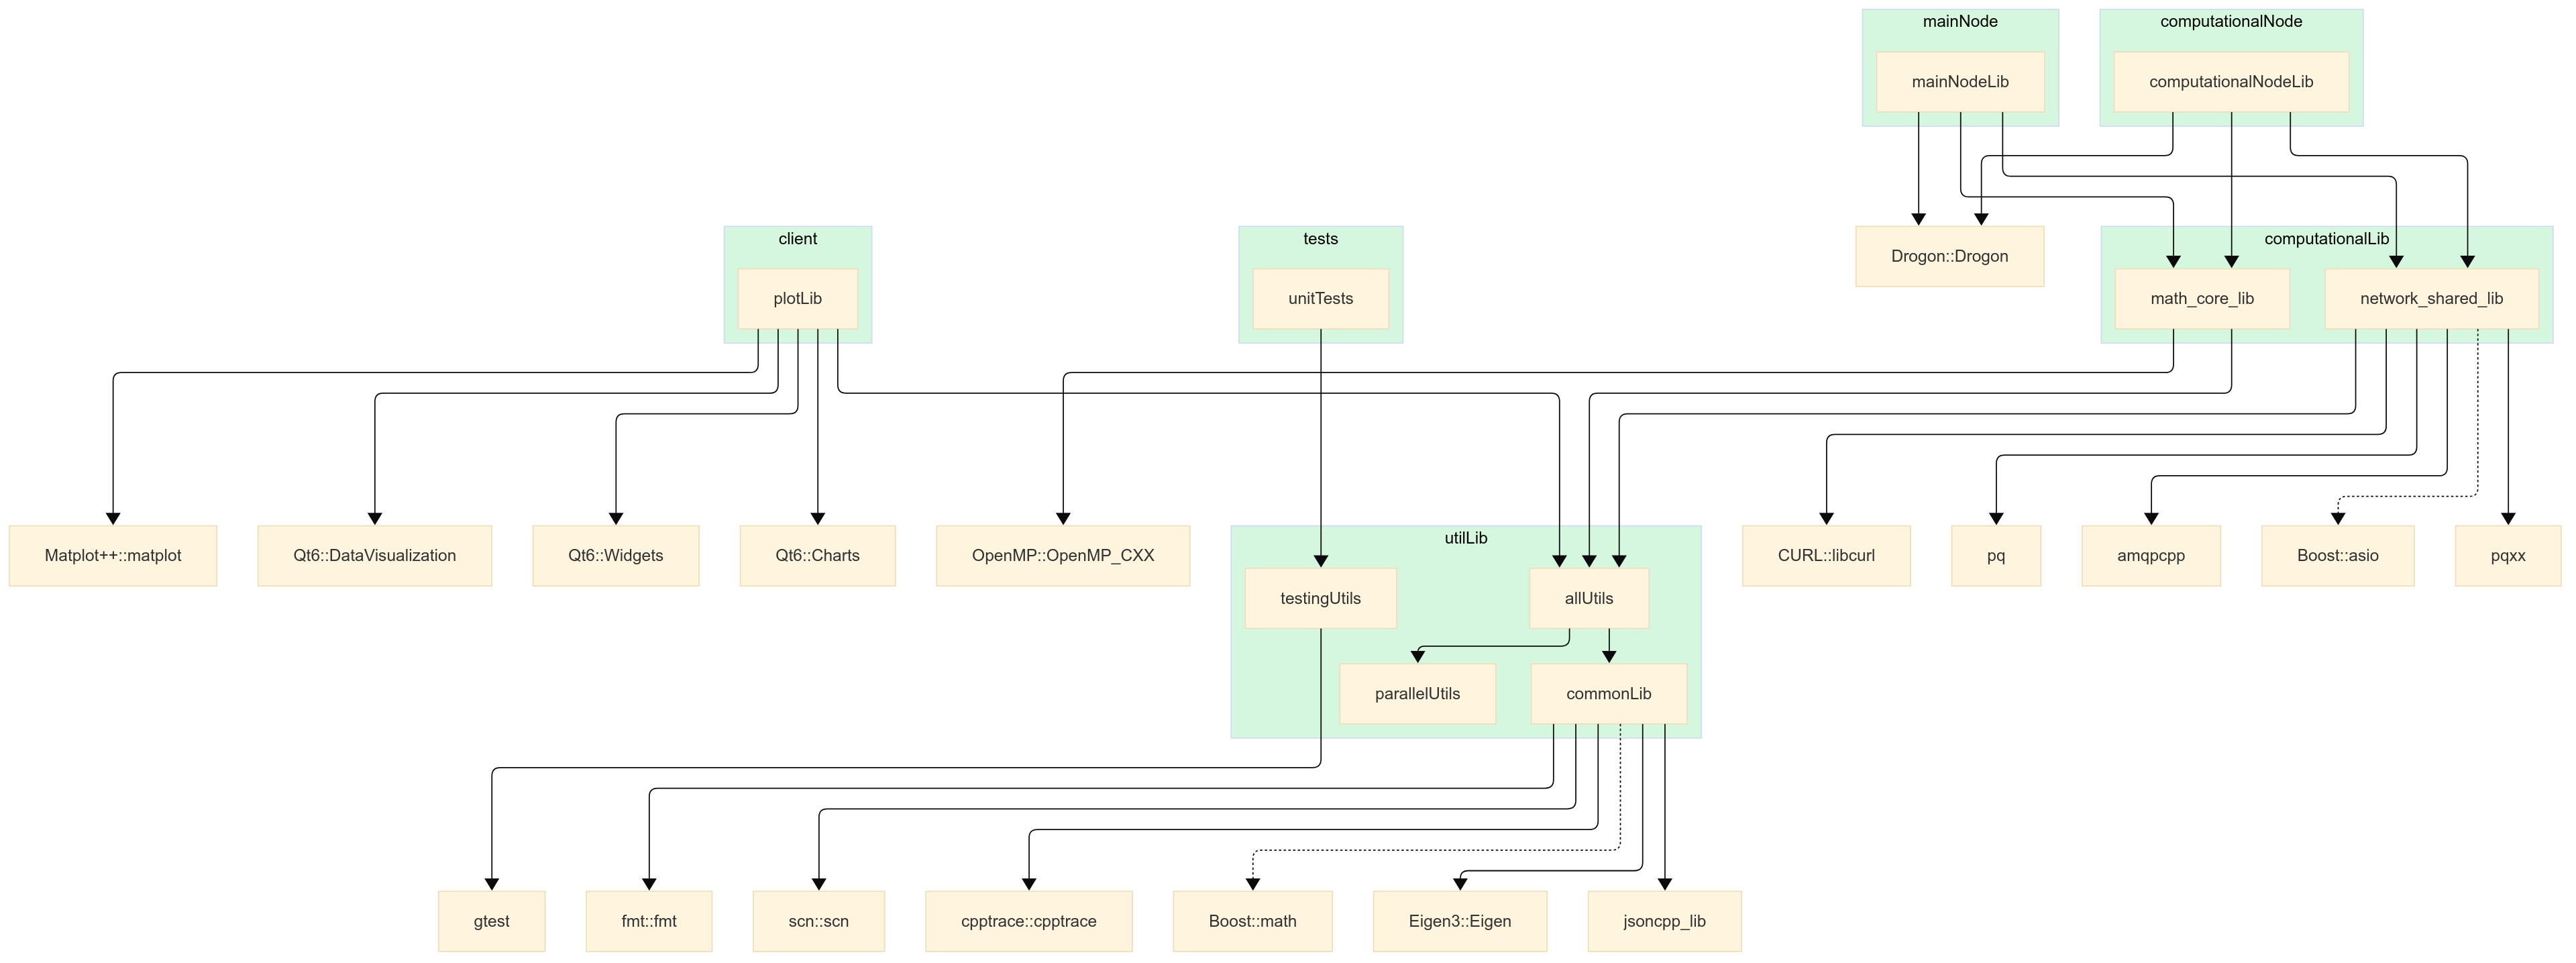 mainNode
computationalNode
mainNodeLib
computationalNodeLib
client
tests
computationalLib
Drogon::Drogon
plotLib
unitTests
math_core_lib
network_shared_lib
utilLib
Matplot++::matplot
Qt6::DataVisualization
Qt6::Widgets
Qt6::Charts
OpenMP::OpenMP_CXX
CURL::libcurl
pq
amqpcpp
Boost::asio
pqxx
testingUtils
allUtils
parallelUtils
commonLib
gtest
fmt::fmt
scn::scn
cpptrace::cpptrace
Boost::math
Eigen3::Eigen
jsoncpp_lib